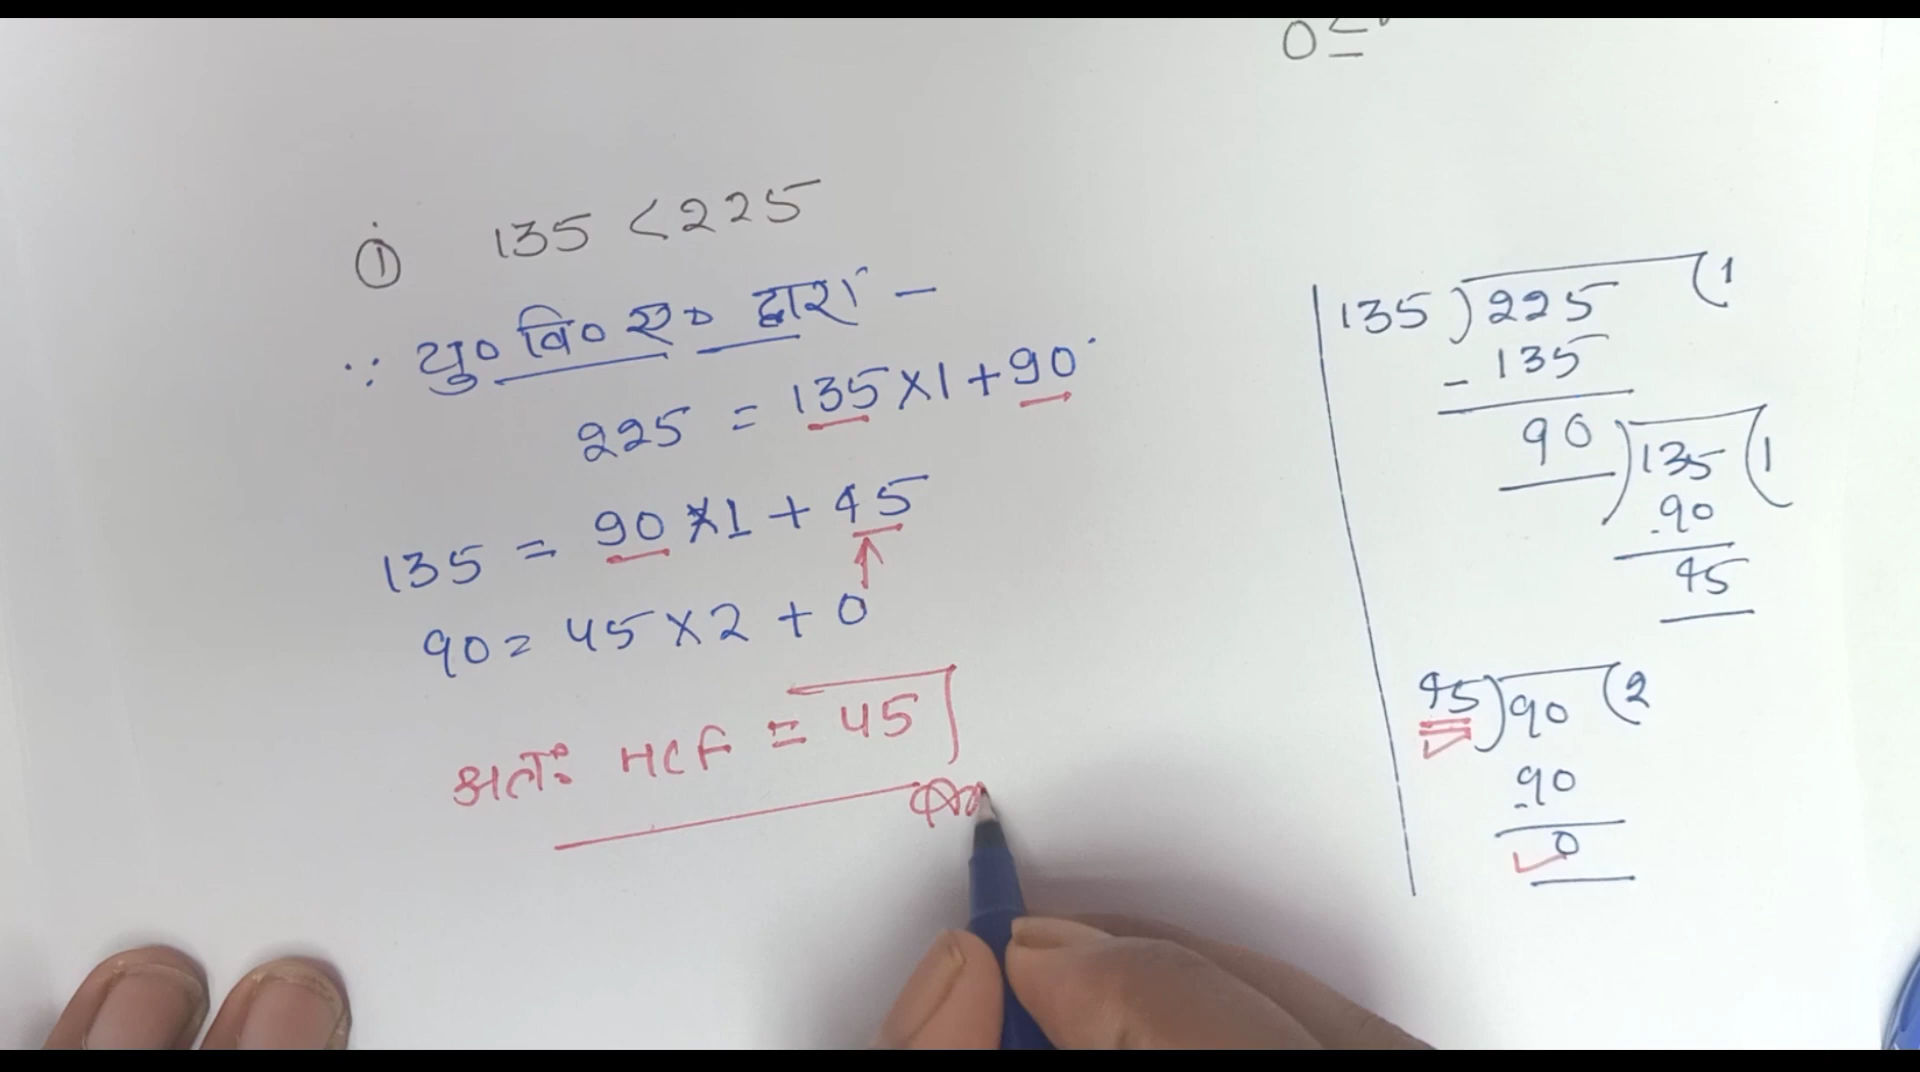 0 ≤
① 135 < 225
∵ यु० वि० प्र० द्वारा –
225 = 135 × 1 + 90
135 = 90 × 1 + 45
90 = 45 × 2 + 0
अतः HCF = 45
135 ) 225 ( 1
- 135
90 ) 135 ( 1
- 90
45
45 ) 90 ( 2
- 90
0